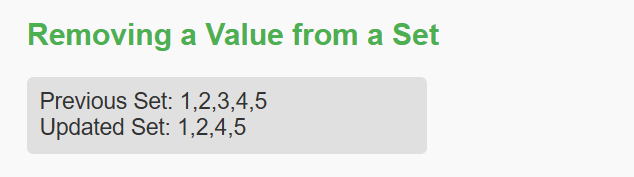 Removing a Value from a Set
Previous Set: 1,2,3,4,5
Updated Set: 1,2,4,5